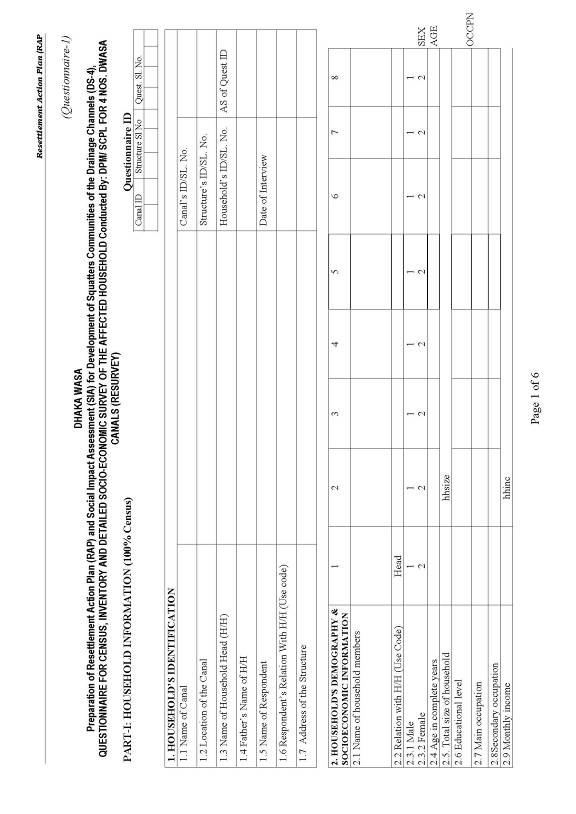 Resettlement Action Plan (RAP
(Questionnaire-1)
DHAKA WASA
Preparation of Resettlement Action Plan (RAP) and Social Impact Assessment (SIA) for Development of Squatters Communities of the Drainage Channels (DS-4),
QUESTIONNAIRE FOR CENSUS, INVENTORY AND DETAILED SOCIO-ECONOMIC SURVEY OF THE AFFECTED HOUSEHOLD Conducted By: DPM/ SCPL FOR 4 NOS. DWASA
CANALS (RESURVEY)
Questionnaire ID
PART-I: HOUSEHOLD INFORMATION (100% Census)
Canal ID Structure Sl No Quest. Sl. No.
1. HOUSEHOLD'S IDENTIFICATION
1.1 Name of Canal Canal's ID/SL. No.
1.2 Location of the Canal Structure's ID/SL. No.
1.3 Name of Household Head (H/H) Household's ID/SL. No. AS of Quest ID
1.4 Father's Name of H/H
1.5 Name of Respondent Date of Interview
1.6 Respondent's Relation With H/H (Use code)
1.7 Address of the Structure
2. HOUSEHOLD'S DEMOGRAPHY & 1 2 3 4 5 6 7 8
SOCIOECONOMIC INFORMATION
2.1 Name of household members
2.2 Relation with H/H (Use Code) Head
2.3.1 Male 1 1 1 1 1 1 1 1
2.3.2 Female 2 2 2 2 2 2 2 2 SEX
2.4 Age in complete years AGE
2.5. Total size of household hhsize
2.6 Educational level
2.7 Main occupation OCCPN
2.8Secondary occupation
2.9 Monthly income hhinc
Page 1 of 6